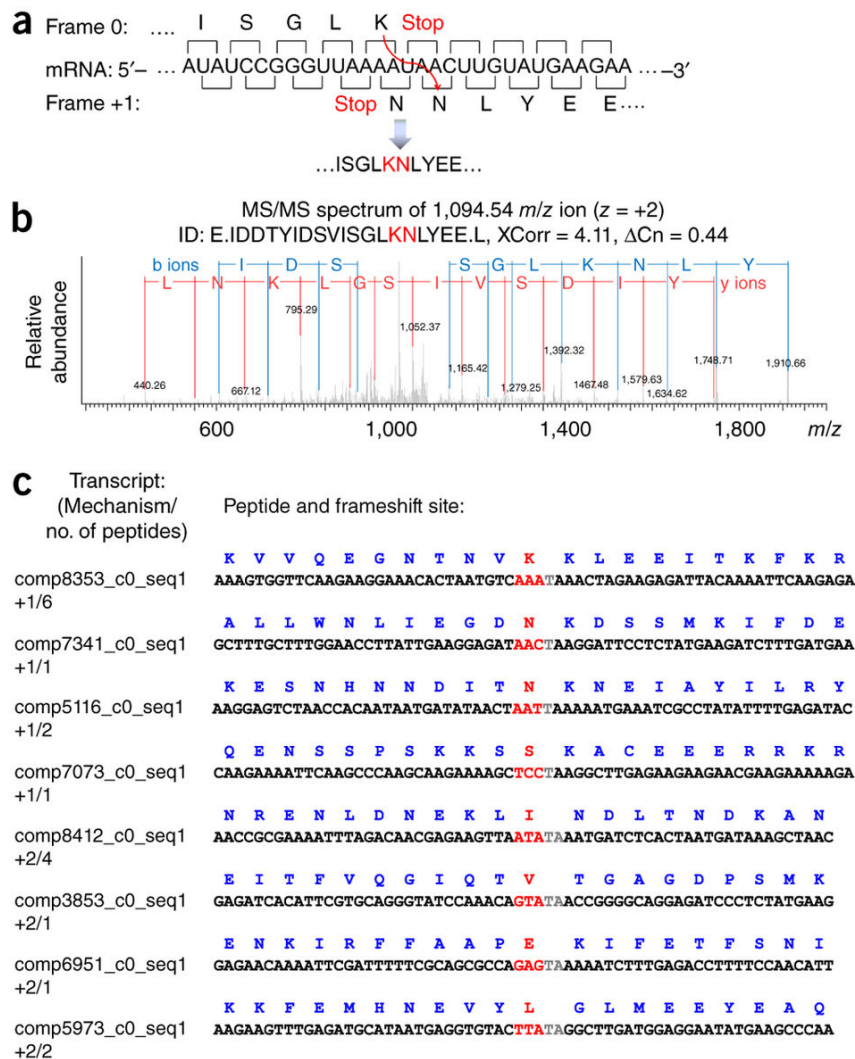 a
Frame 0: .... I S G L K Stop
mRNA: 5′– ... AUAUCCGGGUUAAAAUAACUUGUAUGAAGAA ... –3′
Frame +1: Stop N N L Y E E....
...ISGLKNLYEE...
b
MS/MS spectrum of 1,094.54 m/z ion (z = +2)
ID: E.IDDTYIDSVISGLKNLYEE.L, XCorr = 4.11, ΔCn = 0.44
b ions I D S S G L K N L Y
L N K L G S I V S D I Y y ions
Relative abundance
795.29
1,052.37
1,392.32
1,165.42
1,748.71
1,910.66
440.26
667.12
1,279.25
1467.48
1,579.63
1,634.62
600 1,000 1,400 1,800 m/z
c
Transcript:
(Mechanism/
no. of peptides)
Peptide and frameshift site:
K V V Q E G N T N V K K L E E I T K F K R
comp8353_c0_seq1 AAAGTGGTTCAAGAAGGAAACACTAATGTCAAATAAACTAGAAGAGATTACAAAATTCAAGAGA
+1/6
A L L W N L I E G D N K D S S M K I F D E
comp7341_c0_seq1 GCTTTGCTTTGGAACCTTATTGAAGGAGATAACTAAGGATTCCTCTATGAAGATCTTTGATGAA
+1/1
K E S N H N N D I T N K N E I A Y I L R Y
comp5116_c0_seq1 AAGGAGTCTAACCACAATAATGATATAACTAATTAAAAATGAAATCGCCTATATTTTGAGATAC
+1/2
Q E N S S P S K K S S K A C E E E R R K R
comp7073_c0_seq1 CAAGAAAATTCAAGCCCAAGCAAGAAAAGCTCCTAAGGCTTGAGAAGAAGAACGAAGAAAAAGA
+1/1
N R E N L D N E K L I N D L T N D K A N
comp8412_c0_seq1 AACCGCGAAAATTTAGACAACGAGAAGTTAATATAAATGATCTCACTAATGATAAAGCTAAC
+2/4
E I T F V Q G I Q T V T G A G D P S M K
comp3853_c0_seq1 GAGATCACATTCGTGCAGGGTATCCAAACAGTATAACCGGGGCAGGAGATCCCTCTATGAAG
+2/1
E N K I R F F A A P E K I F E T F S N I
comp6951_c0_seq1 GAGAACAAAATTCGATTTTTCGCAGCGCCAGAGTAAAAATCTTTGAGACCTTTTCCAACATT
+2/1
K K F E M H N E V Y L G L M E E Y E A Q
comp5973_c0_seq1 AAGAAGTTTGAGATGCATAATGAGGTGTACTTATAGGCTTGATGGAGGAATATGAAGCCCAA
+2/2